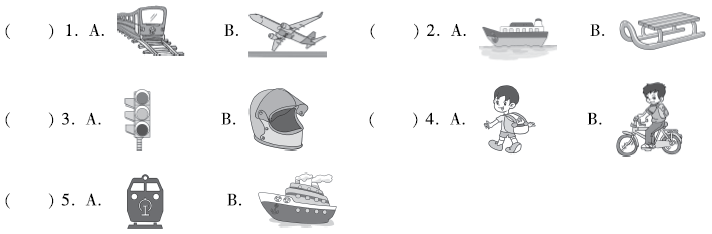 (    ) 1. A. B. (    ) 2. A. B.
(    ) 3. A. B. (    ) 4. A. B.
(    ) 5. A. B.